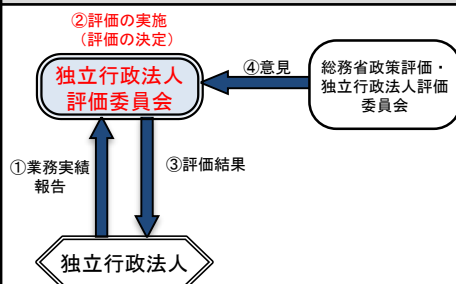 ②評価の実施
(評価の決定)
独立行政法人
評価委員会
④意見
総務省政策評価・
独立行政法人評価
委員会
①業務実績
報告
③評価結果
独立行政法人